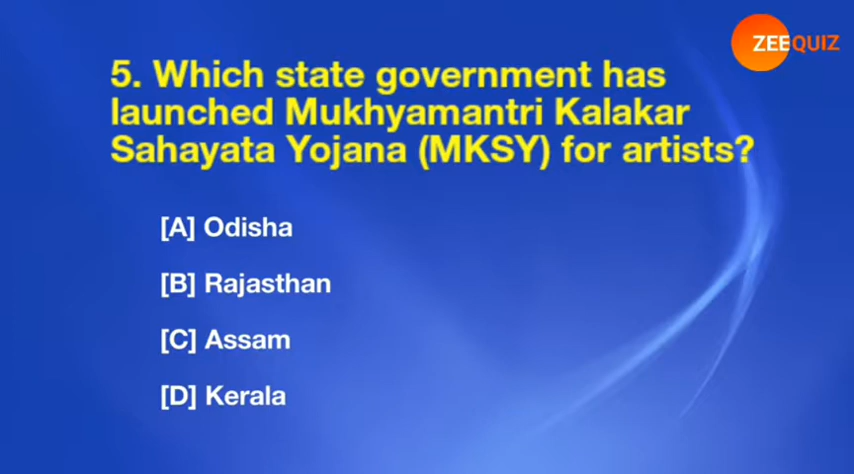 ZEEQUIZ
5. Which state government has
launched Mukhyamantri Kalakar
Sahayata Yojana (MKSY) for artists?
[A] Odisha
[B] Rajasthan
[C] Assam
[D] Kerala